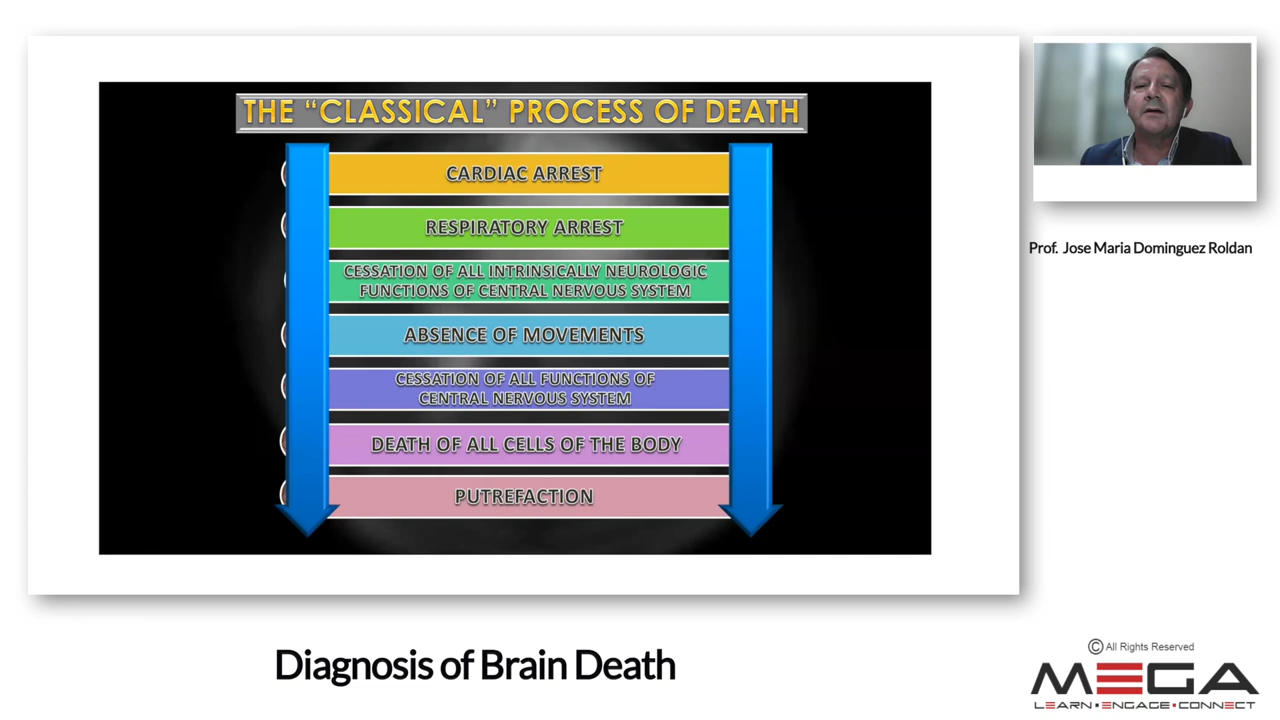 THE “CLASSICAL” PROCESS OF DEATH
CARDIAC ARREST
RESPIRATORY ARREST
CESSATION OF ALL INTRINSICALLY NEUROLOGIC
FUNCTIONS OF CENTRAL NERVOUS SYSTEM
ABSENCE OF MOVEMENTS
CESSATION OF ALL FUNCTIONS OF
CENTRAL NERVOUS SYSTEM
DEATH OF ALL CELLS OF THE BODY
PUTREFACTION
Prof. Jose Maria Dominguez Roldan
Diagnosis of Brain Death
© All Rights Reserved
MEGA
LEARN • ENGAGE • CONNECT